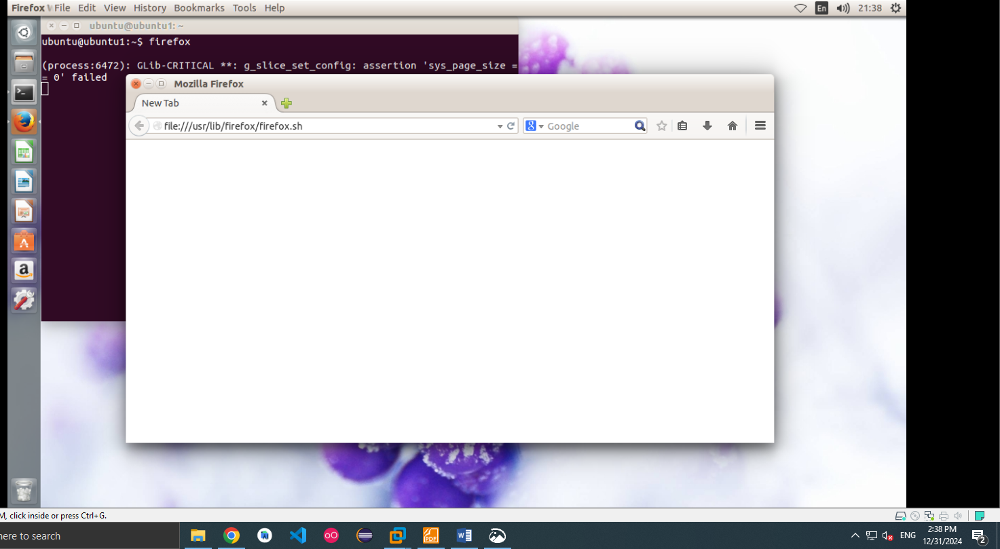 Firefox W File Edit View History Bookmarks Tools Help
En 21:38
ubuntu@ubuntu1: ~
ubuntu@ubuntu1:~$ firefox
(process:6472): GLib-CRITICAL **: g_slice_set_config: assertion 'sys_page_size =
= 0' failed
Mozilla Firefox
New Tab
file:///usr/lib/firefox/firefox.sh
8 Google
a
M, click inside or press Ctrl+G.
here to search
PDF
W
ENG
2:38 PM
12/31/2024
2